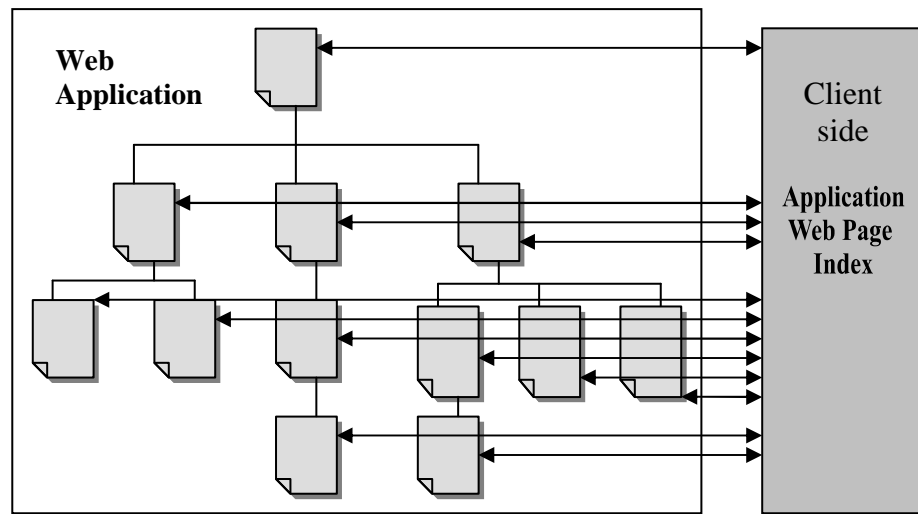 Web
Application
Client
side
Application
Web Page
Index